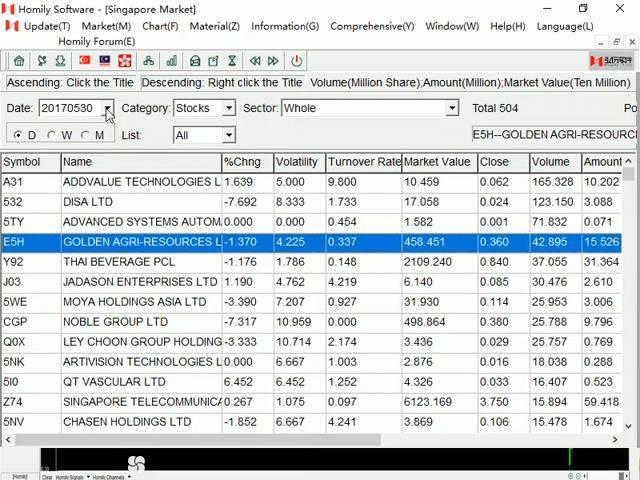 Homily Software - [Singapore Market]
Update(T) Market(M) Chart(F) Material(Z) Information(G) Comprehensive(Y) Window(W) Help(H) Language(L)
Homily Forum(E)
Ascending: Click the Title Descending: Right click the Title Volume(Million Share);Amount(Million);Market Value(Ten Million)
Date: 20170530 Category: Stocks Sector: Whole Total 504 Po
D W M List: All E5H--GOLDEN AGRI-RESOURC
Symbol Name %Chng Volatility Turnover Rate Market Value Close Volume Amount
A31 ADDVALUE TECHNOLOGIES L 1.639 5.000 9.800 10.459 0.062 165.328 10.202
532 DISA LTD -7.692 8.333 1.733 17.058 0.024 123.150 3.088
5TY ADVANCED SYSTEMS AUTOM 0.000 0.000 0.454 1.582 0.001 71.832 0.071
E5H GOLDEN AGRI-RESOURCES L -1.370 4.225 0.337 458.451 0.360 42.895 15.526
Y92 THAI BEVERAGE PCL -1.176 1.786 0.148 2109.240 0.840 37.055 31.364
J03 JADASON ENTERPRISES LTD 1.190 4.762 4.219 6.140 0.085 30.476 2.610
5WE MOYA HOLDINGS ASIA LTD -3.390 7.207 0.927 31.930 0.114 25.953 3.006
CGP NOBLE GROUP LTD -7.317 10.959 0.000 498.864 0.380 25.788 9.796
Q0X LEY CHOON GROUP HOLDING -3.333 10.714 2.174 3.436 0.029 25.757 0.769
5NK ARTIVISION TECHNOLOGIES L 0.000 6.667 1.003 2.876 0.016 18.038 0.288
5I0 QT VASCULAR LTD 6.452 6.452 1.252 4.326 0.033 16.407 0.523
Z74 SINGAPORE TELECOMMUNICA 0.267 1.075 0.097 6123.169 3.750 15.894 59.418
5NV CHASEN HOLDINGS LTD -1.852 3.738 4.241 3.869 0.106 15.478 1.674
[Homily] Clear Homily Signals Homily Channels